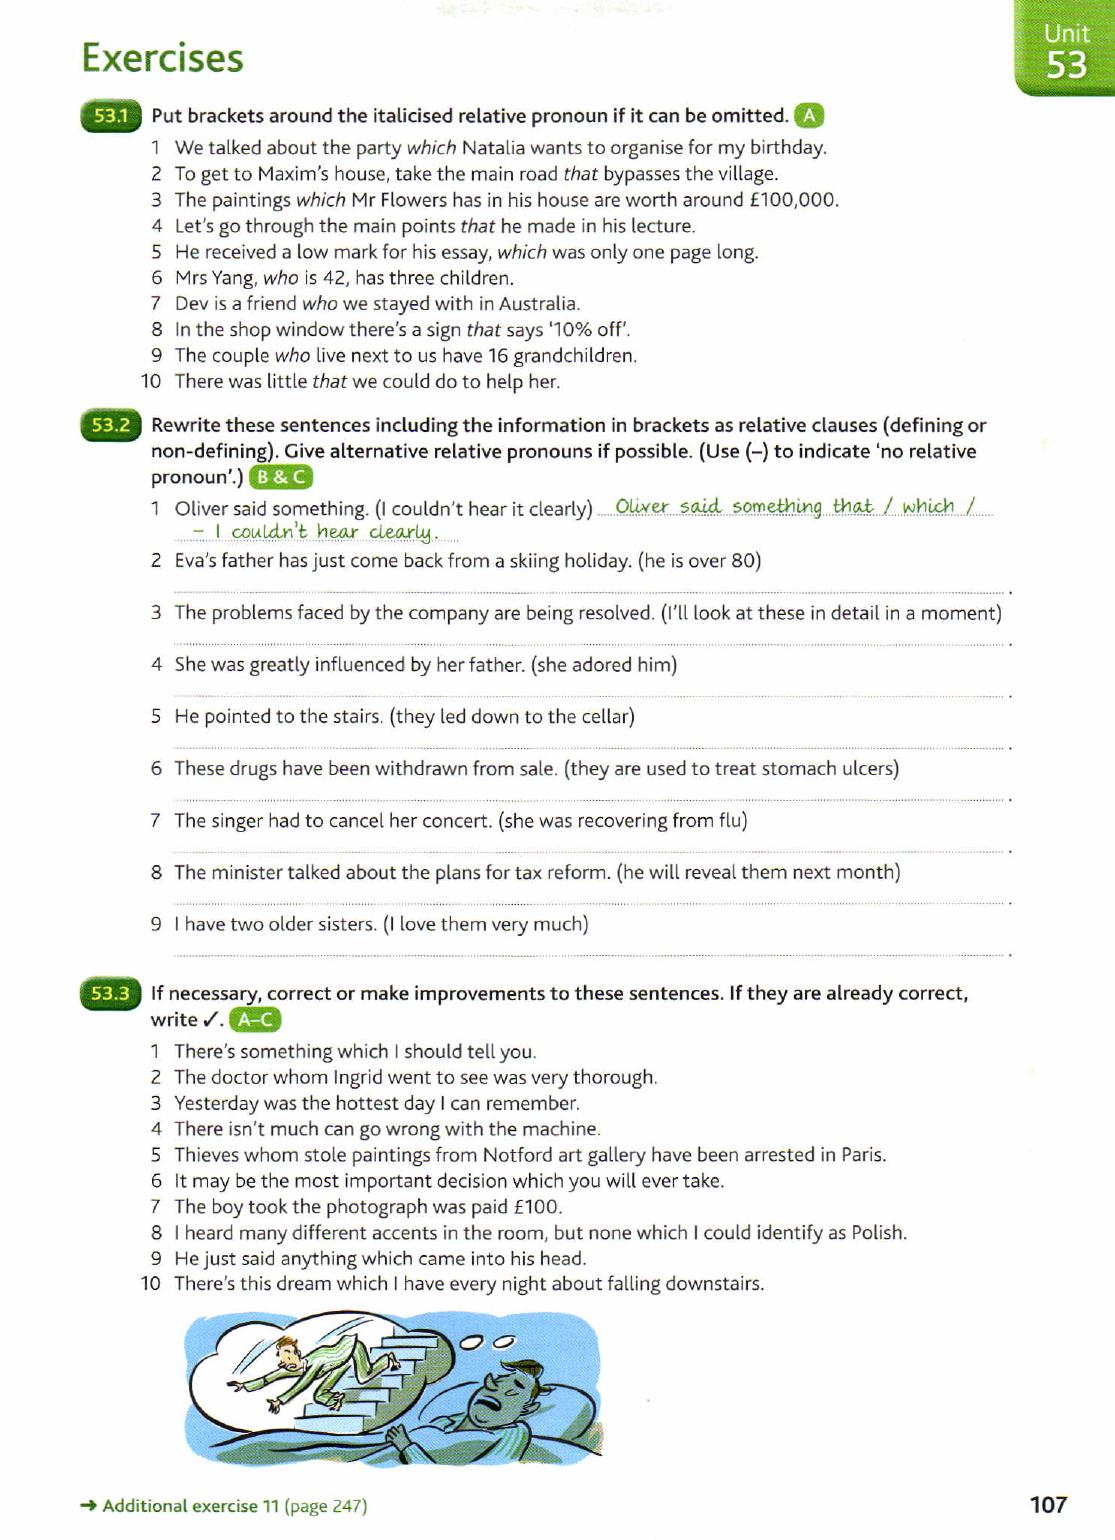 Unit
53
Exercises
53.1 Put brackets around the italicised relative pronoun if it can be omitted. A
1 We talked about the party which Natalia wants to organise for my birthday.
2 To get to Maxim's house, take the main road that bypasses the village.
3 The paintings which Mr Flowers has in his house are worth around £100,000.
4 Let's go through the main points that he made in his lecture.
5 He received a low mark for his essay, which was only one page long.
6 Mrs Yang, who is 42, has three children.
7 Dev is a friend who we stayed with in Australia.
8 In the shop window there's a sign that says '10% off'.
9 The couple who live next to us have 16 grandchildren.
10 There was little that we could do to help her.
53.2 Rewrite these sentences including the information in brackets as relative clauses (defining or
non-defining). Give alternative relative pronouns if possible. (Use (–) to indicate 'no relative
pronoun'.) B & C
1 Oliver said something. (I couldn't hear it clearly) Oliver said something that / which /
– I couldn't hear clearly.
2 Eva's father has just come back from a skiing holiday. (he is over 80)
3 The problems faced by the company are being resolved. (I'll look at these in detail in a moment)
4 She was greatly influenced by her father. (she adored him)
5 He pointed to the stairs. (they led down to the cellar)
6 These drugs have been withdrawn from sale. (they are used to treat stomach ulcers)
7 The singer had to cancel her concert. (she was recovering from flu)
8 The minister talked about the plans for tax reform. (he will reveal them next month)
9 I have two older sisters. (I love them very much)
53.3 If necessary, correct or make improvements to these sentences. If they are already correct,
write ✓. A–C
1 There's something which I should tell you.
2 The doctor whom Ingrid went to see was very thorough.
3 Yesterday was the hottest day I can remember.
4 There isn't much can go wrong with the machine.
5 Thieves whom stole paintings from Notford art gallery have been arrested in Paris.
6 It may be the most important decision which you will ever take.
7 The boy took the photograph was paid £100.
8 I heard many different accents in the room, but none which I could identify as Polish.
9 He just said anything which came into his head.
10 There's this dream which I have every night about falling downstairs.
➔ Additional exercise 11 (page 247)
107